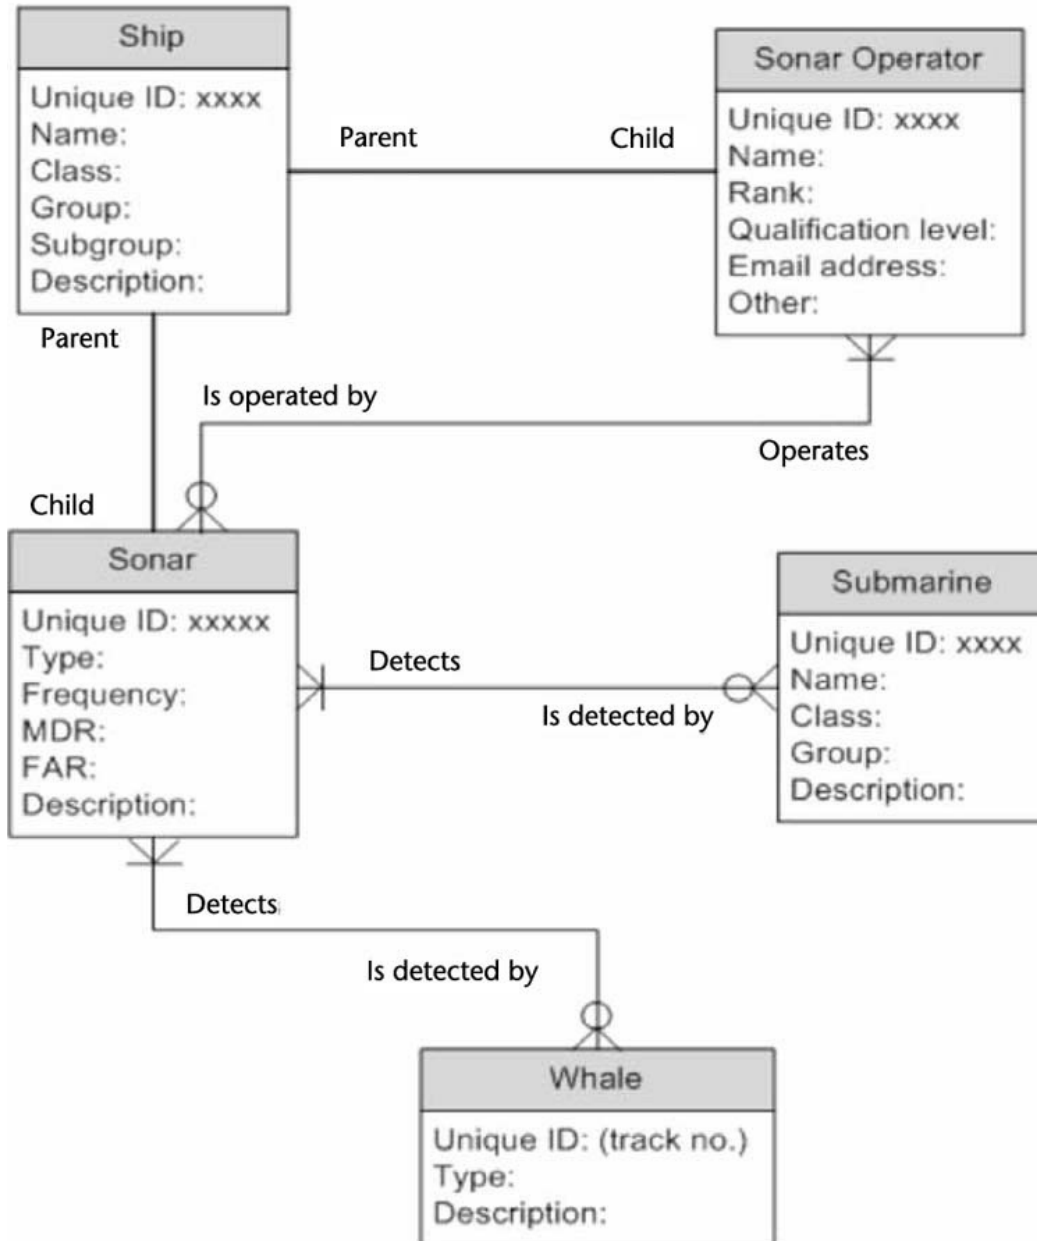 Ship
Unique ID: xxxx
Name:
Class:
Group:
Subgroup:
Description:
Sonar Operator
Unique ID: xxxx
Name:
Rank:
Qualification level:
Email address:
Other:
Parent
Child
Parent
Child
Is operated by
Operates
Sonar
Unique ID: xxxxx
Type:
Frequency:
MDR:
FAR:
Description:
Detects
Is detected by
Submarine
Unique ID: xxxx
Name:
Class:
Group:
Description:
Detects
Is detected by
Whale
Unique ID: (track no.)
Type:
Description: